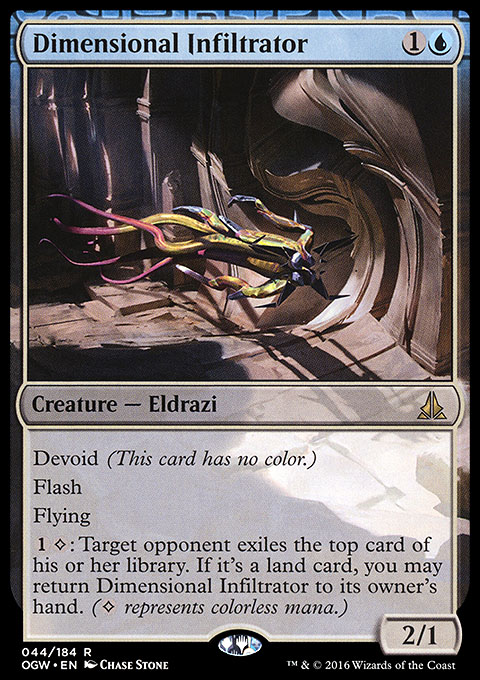 Dimensional Infiltrator 1
Creature — Eldrazi
Devoid (This card has no color.)
Flash
Flying
1 ◇: Target opponent exiles the top card of
his or her library. If it's a land card, you may
return Dimensional Infiltrator to its owner's
hand. (◇ represents colorless mana.)
2/1
044/184 R
OGW • EN Chase Stone
™ & © 2016 Wizards of the Coast